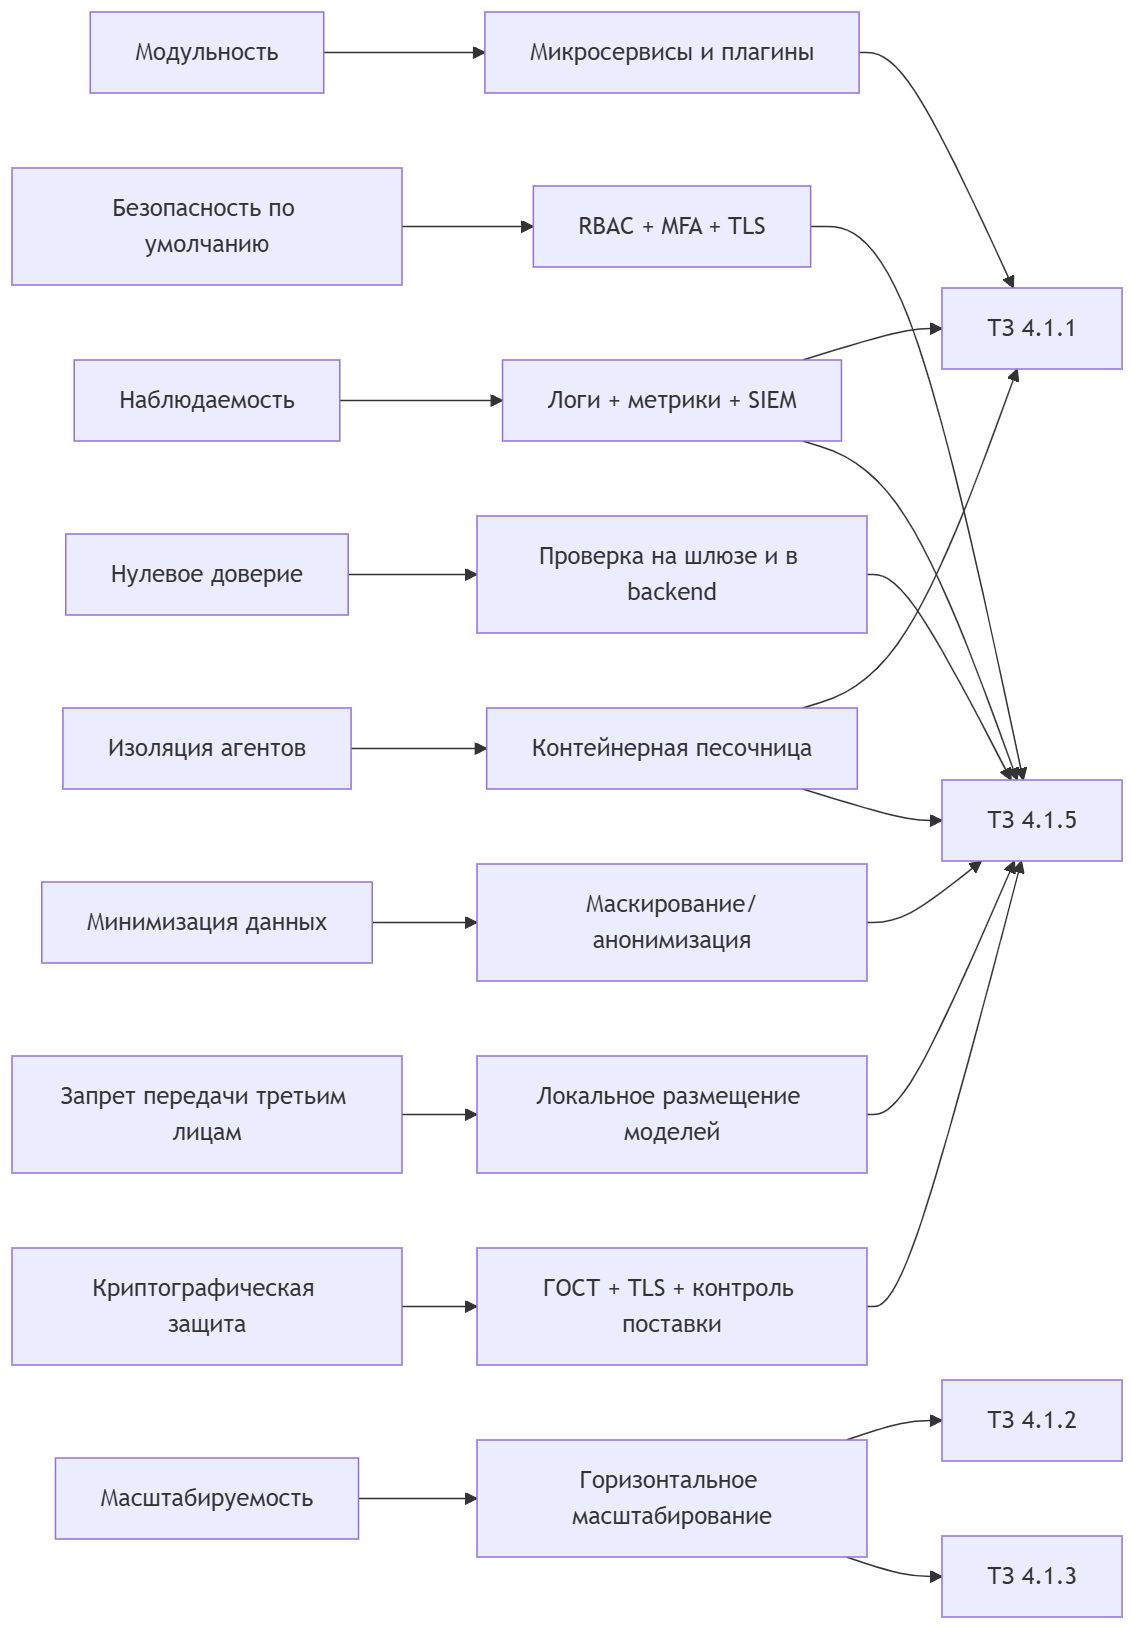 Модульность
Микросервисы и плагины
Безопасность по
умолчанию
RBAC + MFA + TLS
ТЗ 4.1.1
Наблюдаемость
Логи + метрики + SIEM
Нулевое доверие
Проверка на шлюзе и в
backend
Изоляция агентов
Контейнерная песочница
ТЗ 4.1.5
Минимизация данных
Маскирование/
анонимизация
Запрет передачи третьим
лицам
Локальное размещение
моделей
Криптографическая
защита
ГОСТ + TLS + контроль
поставки
ТЗ 4.1.2
Масштабируемость
Горизонтальное
масштабирование
ТЗ 4.1.3